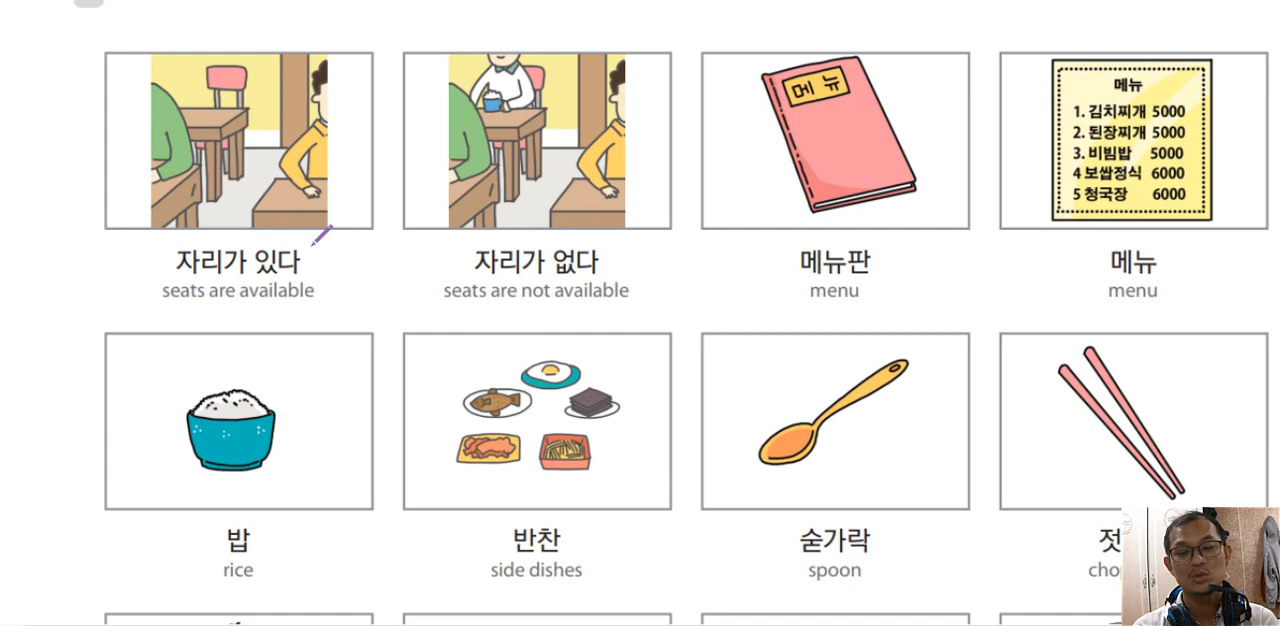 메뉴
메뉴
1. 김치찌개 5000
2. 된장찌개 5000
3. 비빔밥 5000
4 보쌈정식 6000
5 청국장 6000
자리가 있다
자리가 없다
메뉴판
메뉴
seats are available
seats are not available
menu
menu
밥
반찬
숟가락
rice
side dishes
spoon